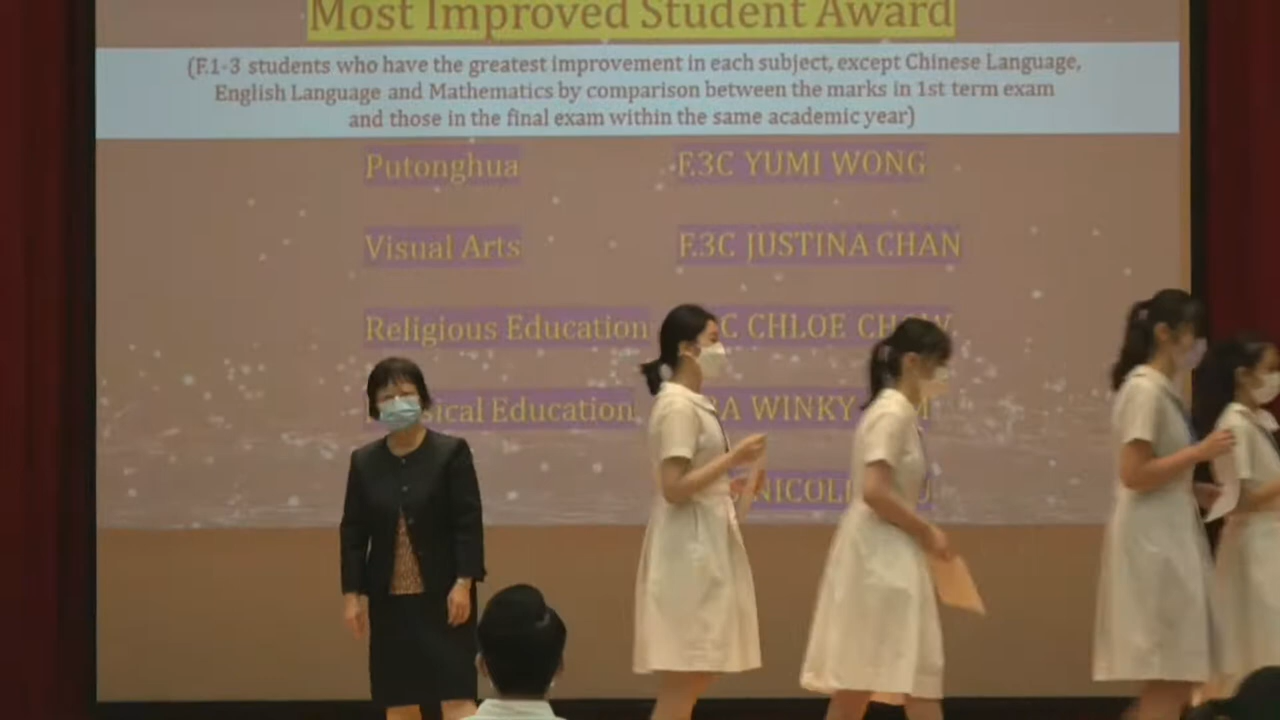 Most Improved Student Award
(F.1-3 students who have the greatest improvement in each subject, except Chinese Language,
English Language and Mathematics by comparison between the marks in 1st term exam
and those in the final exam within the same academic year)
Putonghua F.3C YUMI WONG
Visual Arts F.3C JUSTINA CHAN
Religious Education CHLOE
Education WINKY